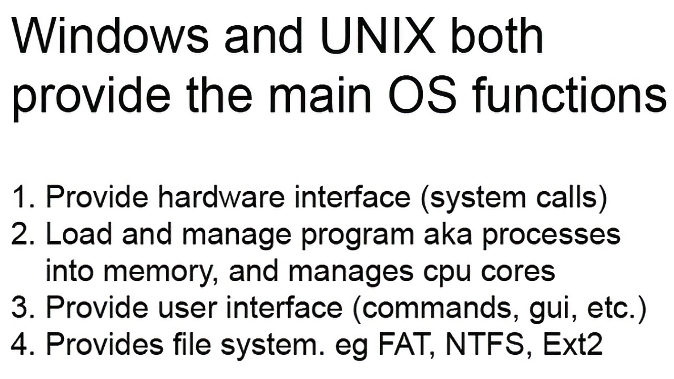 Windows and UNIX both
provide the main OS functions
1. Provide hardware interface (system calls)
2. Load and manage program aka processes
into memory, and manages cpu cores
3. Provide user interface (commands, gui, etc.)
4. Provides file system. eg FAT, NTFS, Ext2